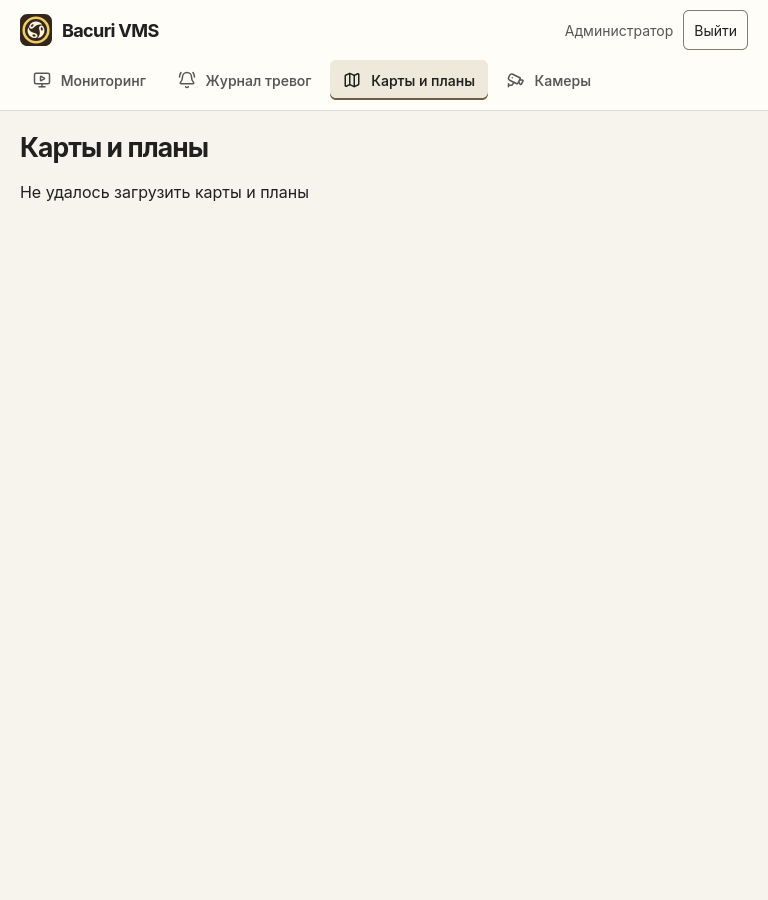 Bacuri VMS
Администратор
Выйти
Мониторинг
Журнал тревог
Карты и планы
Камеры
Карты и планы
Не удалось загрузить карты и планы